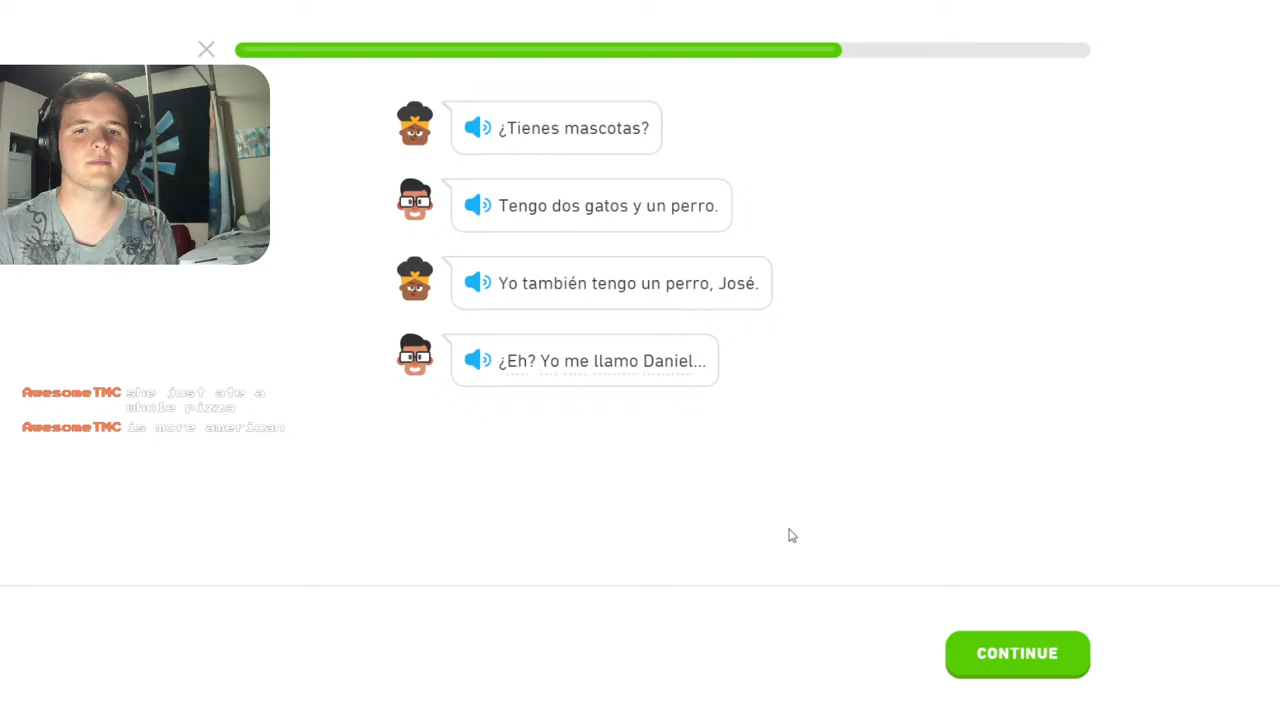 ¿Tienes mascotas?
Tengo dos gatos y un perro.
Yo también tengo un perro, José.
¿Eh? Yo me llamo Daniel...
AwesomeTMC she just ate a
whole pizza
AwesomeTMC is more american
CONTINUE